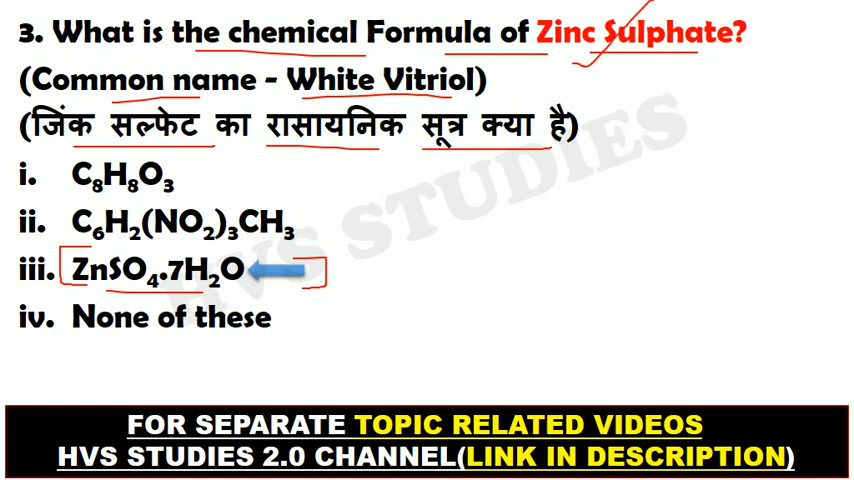 3. What is the chemical Formula of Zinc Sulphate?
(Common name - White Vitriol)
(जिंक सल्फेट का रासायनिक सूत्र क्या है)
i. C₈H₈O₃
ii. C₆H₂(NO₂)₃CH₃
iii. ZnSO₄.7H₂O
iv. None of these
HVS STUDIES
FOR SEPARATE TOPIC RELATED VIDEOS
HVS STUDIES 2.0 CHANNEL(LINK IN DESCRIPTION)